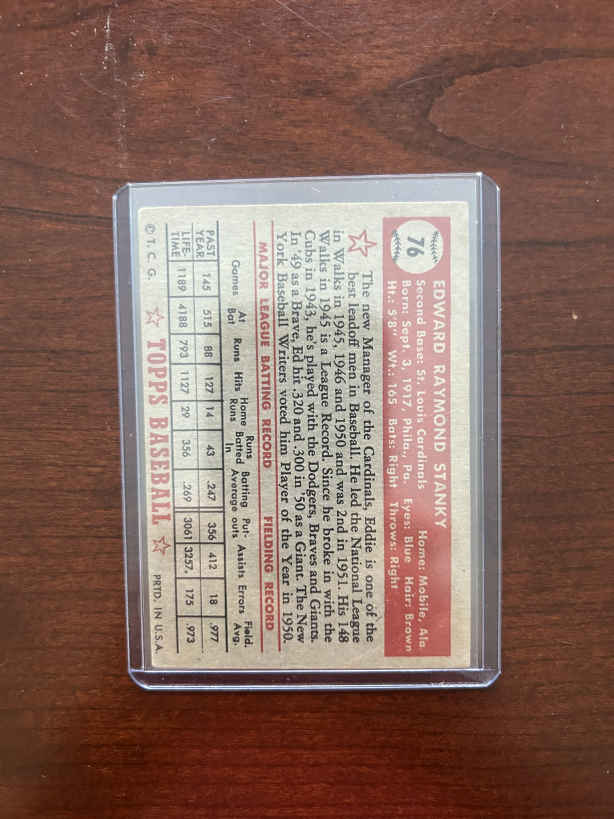 76
EDWARD RAYMOND STANKY
Second Base: St. Louis Cardinals Home: Mobile, Ala
Born: Sept. 3, 1917, Phila., Pa. Eyes: Blue Hair: Brown
Ht.: 5'8" Wt.: 165 Bats: Right Throws: Right
The new Manager of the Cardinals, Eddie is one of the
best leadoff men in Baseball. He led the National League
in Walks in 1945, 1946 and 1950 and was 2nd in 1951. His 148
Walks in 1945 is a League Record. Since he broke in with the
Cubs in 1943, he's played with the Dodgers, Braves and Giants.
In '49 as a Brave, Ed hit .320 and .300 in '50 as a Giant. The New
York Baseball Writers voted him Player of the Year in 1950.
MAJOR LEAGUE BATTING RECORD FIELDING RECORD
Games At Bat Runs Hits Home Runs Runs Batted In Batting Average Put-outs Assists Errors Field. Avg.
PAST YEAR 145 515 88 127 14 43 .247 356 412 18 .977
LIFE-TIME 1189 4188 793 1127 29 356 .269 3061 3257 175 .973
© T. C. G. TOPPS BASEBALL PRTD. IN U.S.A.